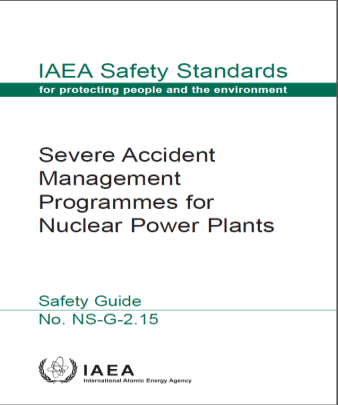 IAEA Safety Standards
for protecting people and the environment
Severe Accident
Management
Programmes for
Nuclear Power Plants
Safety Guide
No. NS-G-2.15
IAEA
International Atomic Energy Agency